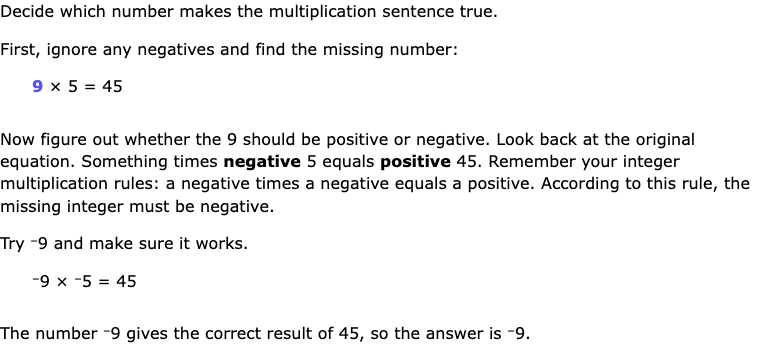 Decide which number makes the multiplication sentence true.
First, ignore any negatives and find the missing number:
9 × 5 = 45
Now figure out whether the 9 should be positive or negative. Look back at the original
equation. Something times negative 5 equals positive 45. Remember your integer
multiplication rules: a negative times a negative equals a positive. According to this rule, the
missing integer must be negative.
Try ⁻9 and make sure it works.
⁻9 × ⁻5 = 45
The number ⁻9 gives the correct result of 45, so the answer is ⁻9.